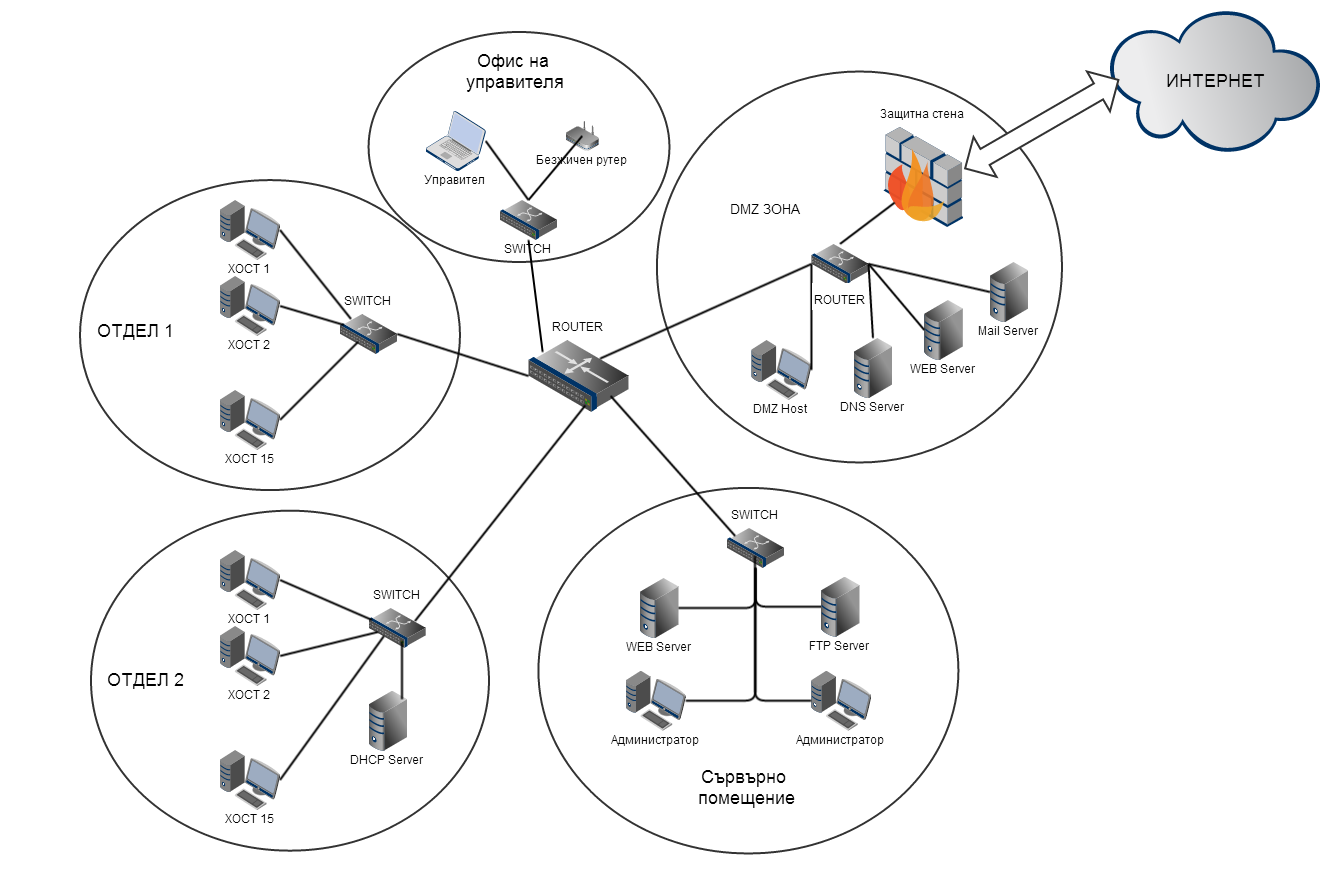 Офис на
управителя
Управител
Безжичен рутер
SWITCH
ИНТЕРНЕТ
Защитна стена
DMZ ЗОНА
ROUTER
Mail Server
WEB Server
DNS Server
DMZ Host
ROUTER
ОТДЕЛ 1
ХОСТ 1
ХОСТ 2
ХОСТ 15
SWITCH
ОТДЕЛ 2
ХОСТ 1
ХОСТ 2
ХОСТ 15
SWITCH
DHCP Server
SWITCH
WEB Server
FTP Server
Администратор
Администратор
Сървърно
помещение